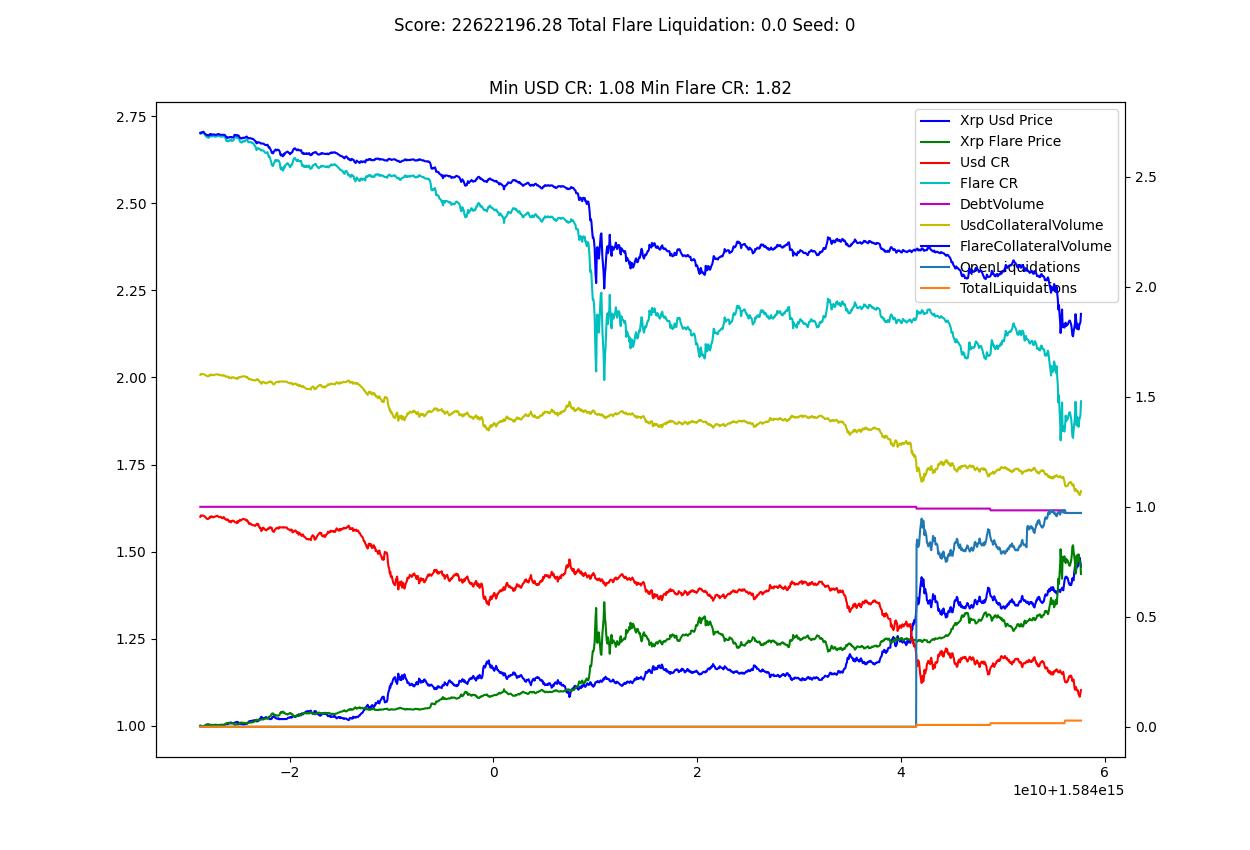 Score: 22622196.28 Total Flare Liquidation: 0.0 Seed: 0
Min USD CR: 1.08 Min Flare CR: 1.82
2.75
2.50
2.25
2.00
1.75
1.50
1.25
1.00
Xrp Usd Price
Xrp Flare Price
Usd CR
Flare CR
DebtVolume
UsdCollateralVolume
FlareCollateralVolume
OpenLiquidations
TotalLiquidations
2.5
2.0
1.5
1.0
0.5
0.0
−2
0
2
4
6
1e10+1.584e15